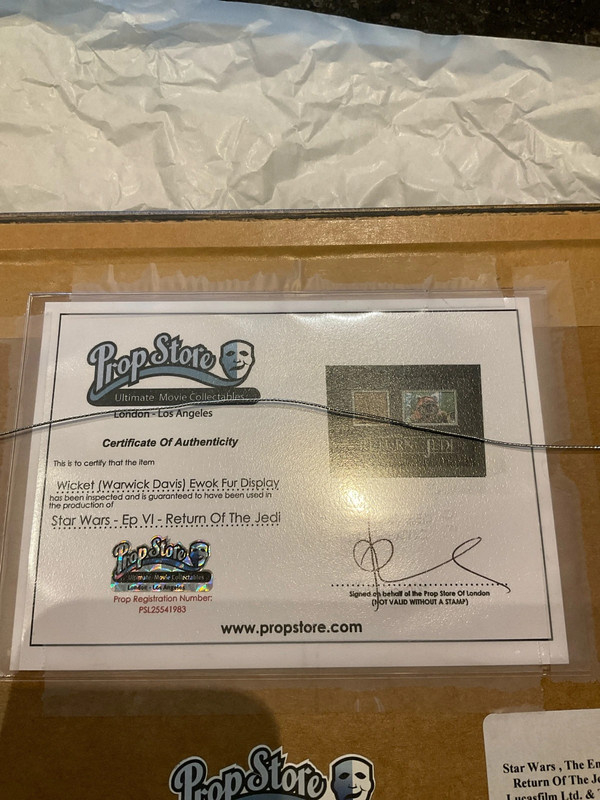 Prop Store
Ultimate Movie Collectables
London - Los Angeles
Certificate Of Authenticity
This is to certify that the item
Wicket (Warwick Davis) Ewok Fur Display
has been inspected and is guaranteed to have been used in
the production of
Star Wars - Ep VI - Return Of The Jedi
Prop Store
Ultimate Movie Collectables
London - Los Angeles
Prop Registration Number:
PSL25541983
RETURN OF THE JEDI
Signed on behalf of the Prop Store Of London
(NOT VALID WITHOUT A STAMP)
www.propstore.com
Prop Store
Star Wars , The Em
Return Of The Je
Lucasfilm Ltd. &